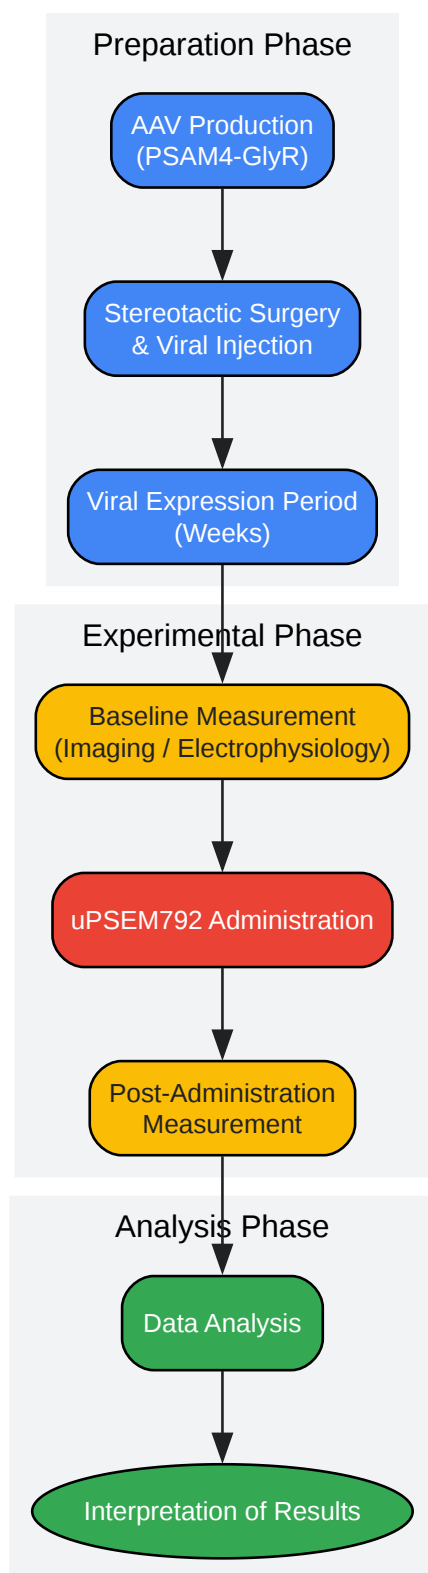 Preparation Phase
AAV Production
(PSAM4-GlyR)
Stereotactic Surgery
& Viral Injection
Viral Expression Period
(Weeks)
Experimental Phase
Baseline Measurement
(Imaging / Electrophysiology)
uPSEM792 Administration
Post-Administration
Measurement
Analysis Phase
Data Analysis
Interpretation of Results